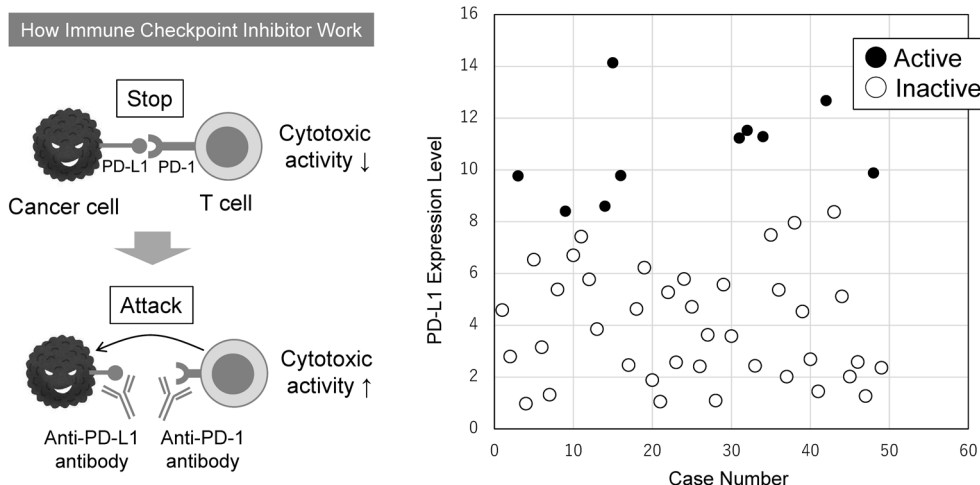 How Immune Checkpoint Inhibitor Work
Stop
PD-L1
PD-1
Cytotoxic
activity ↓
Cancer cell
T cell
Attack
Cytotoxic
activity ↑
Anti-PD-L1
antibody
Anti-PD-1
antibody
PD-L1 Expression Level
16
14
12
10
8
6
4
2
0
Active
Inactive
0 10 20 30 40 50 60
Case Number